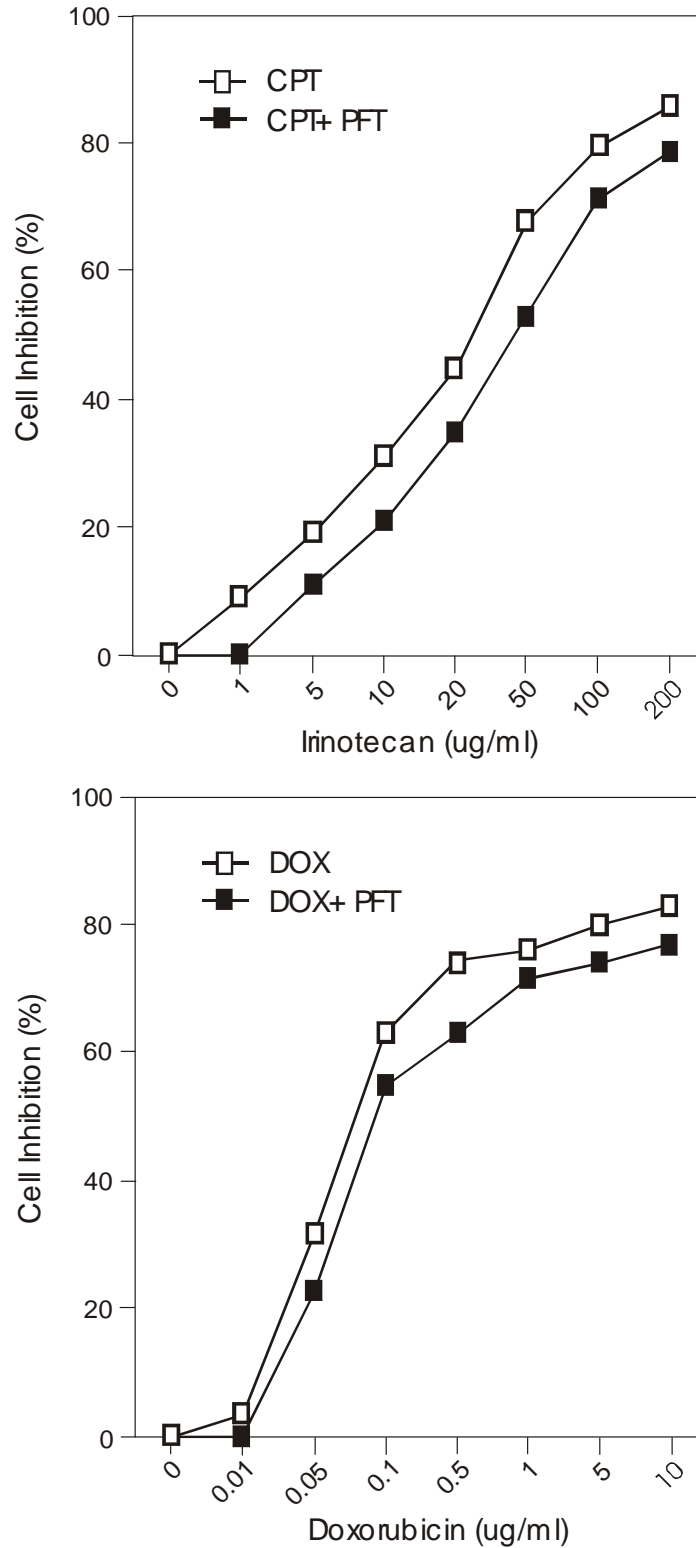 100
80
60
40
20
0
Cell Inhibition (%)
CPT
CPT+ PFT
0 1 5 10 20 50 100 200
Irinotecan (ug/ml)
100
80
60
40
20
0
Cell Inhibition (%)
DOX
DOX+ PFT
0 0.01 0.05 0.1 0.5 1 5 10
Doxorubicin (ug/ml)